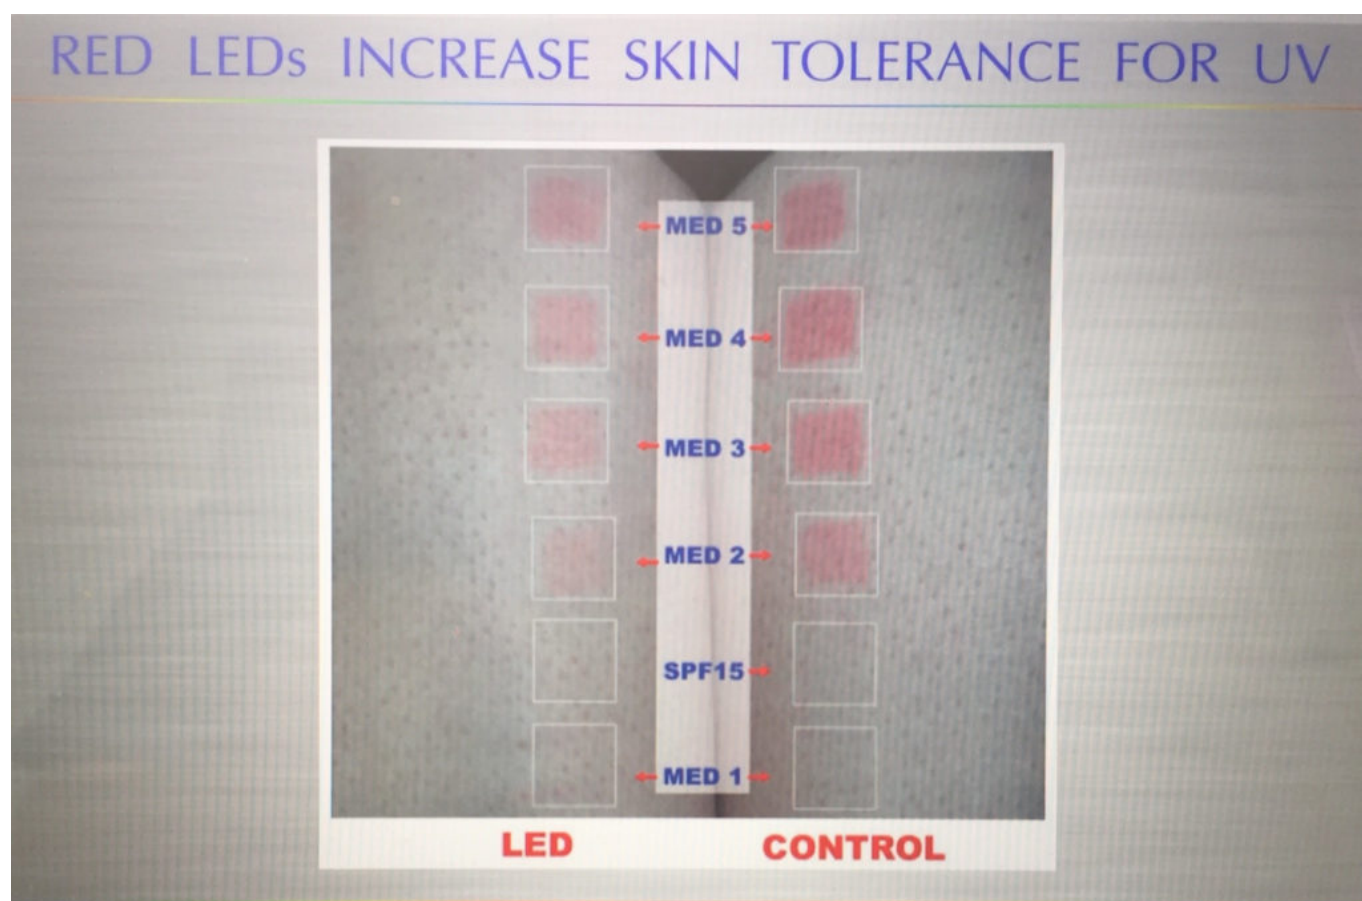 RED LEDs INCREASE SKIN TOLERANCE FOR UV
MED 5
MED 4
MED 3
MED 2
SPF15
MED 1
LED
CONTROL